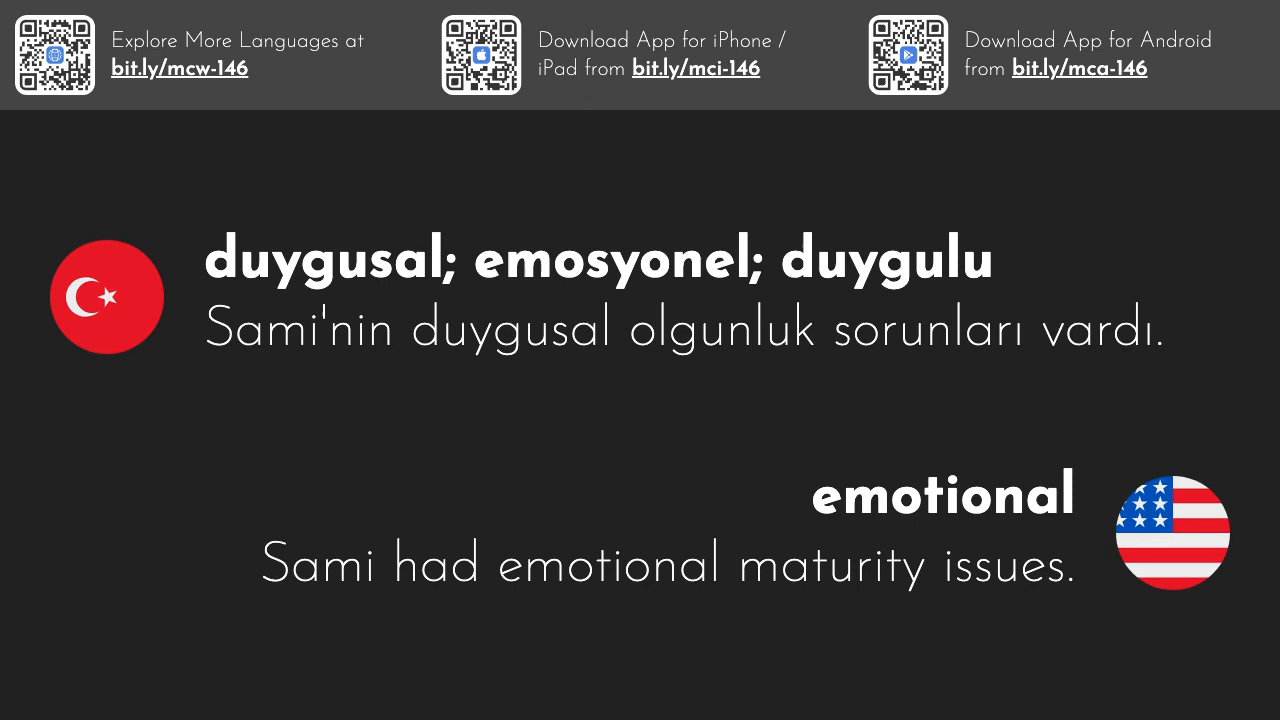 Explore More Languages at
bit.ly/mcw-146
Download App for iPhone /
iPad from bit.ly/mci-146
Download App for Android
from bit.ly/mca-146
duygusal; emosyonel; duygulu
Sami'nin duygusal olgunluk sorunları vardı.
emotional
Sami had emotional maturity issues.